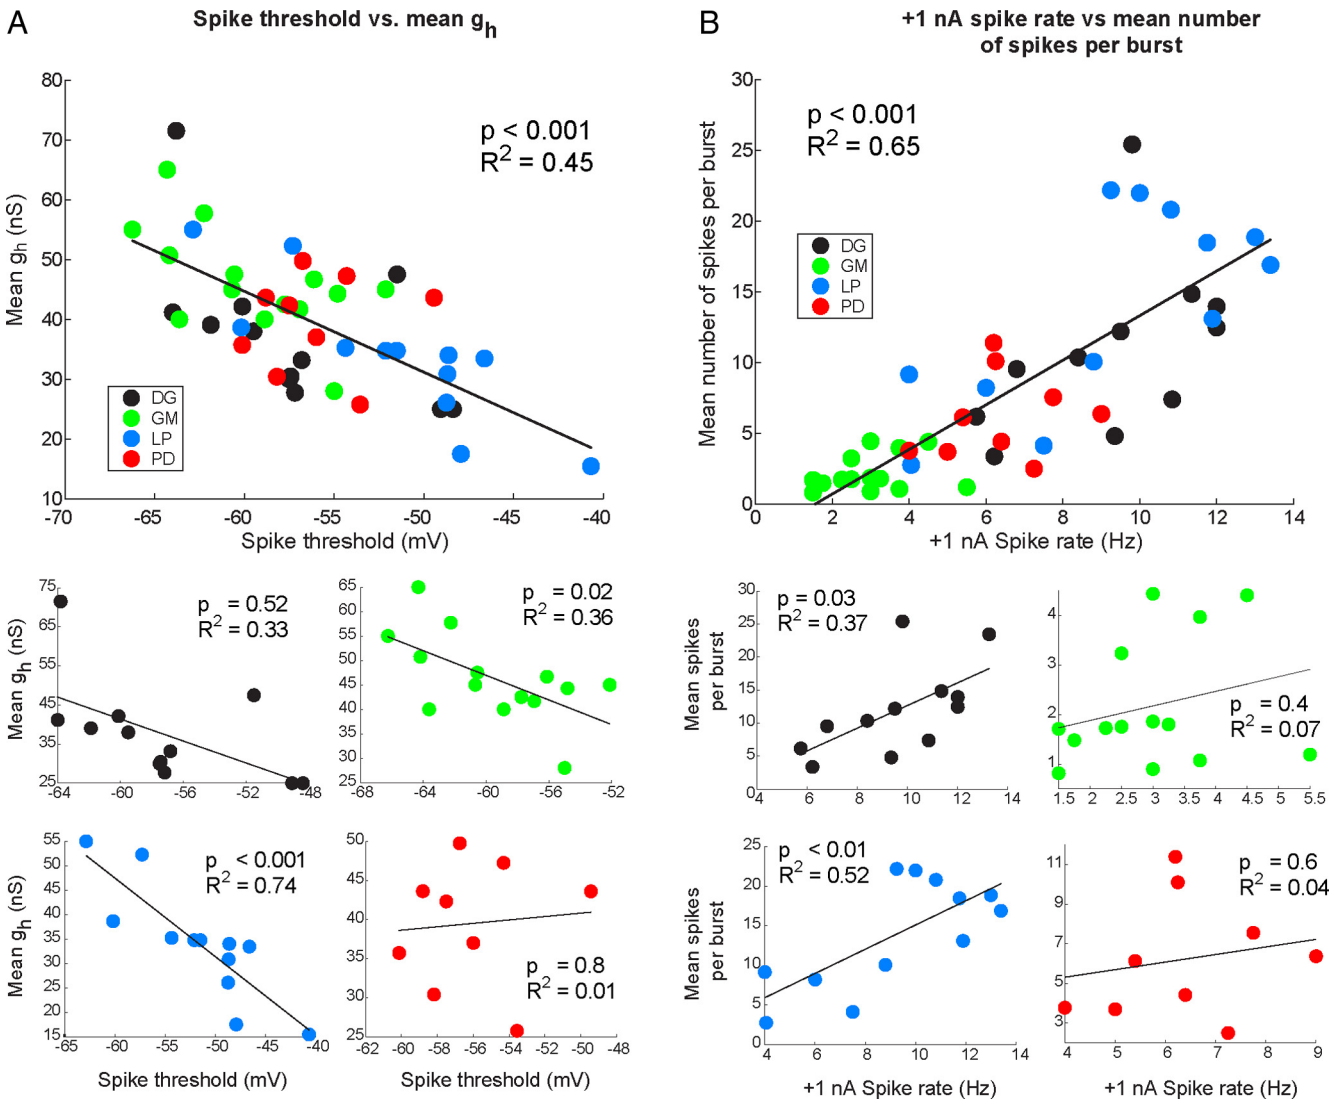 A
Spike threshold vs. mean gh
80
70
60
50
40
30
20
10
Mean gh (nS)
p < 0.001
R2 = 0.45
DG
GM
LP
PD
-70
-65
-60
-55
-50
-45
-40
Spike threshold (mV)
B
+1 nA spike rate vs mean number
of spikes per burst
30
25
20
15
10
5
0
Mean number of spikes per burst
p < 0.001
R2 = 0.65
DG
GM
LP
PD
0
2
4
6
8
10
12
14
+1 nA Spike rate (Hz)
75
65
55
45
35
25
Mean gh (nS)
p = 0.52
R2 = 0.33
-64
-60
-56
-52
-48
65
60
55
50
45
40
35
30
25
p = 0.02
R2 = 0.36
-68
-64
-60
-56
-52
30
25
20
15
10
5
0
Mean spikes
per burst
p = 0.03
R2 = 0.37
4
6
8
10
12
14
4
3
2
1
p = 0.4
R2 = 0.07
1.5
2
2.5
3
3.5
4
4.5
5
5.5
55
50
45
40
35
30
25
20
15
Mean gh (nS)
p < 0.001
R2 = 0.74
-65
-60
-55
-50
-45
-40
Spike threshold (mV)
50
45
40
35
30
25
p = 0.8
R2 = 0.01
-62
-60
-58
-56
-54
-52
-50
-48
Spike threshold (mV)
25
20
15
10
5
0
Mean spikes
per burst
p < 0.01
R2 = 0.52
4
6
8
10
12
14
+1 nA Spike rate (Hz)
11
9
7
5
3
p = 0.6
R2 = 0.04
4
5
6
7
8
9
+1 nA Spike rate (Hz)